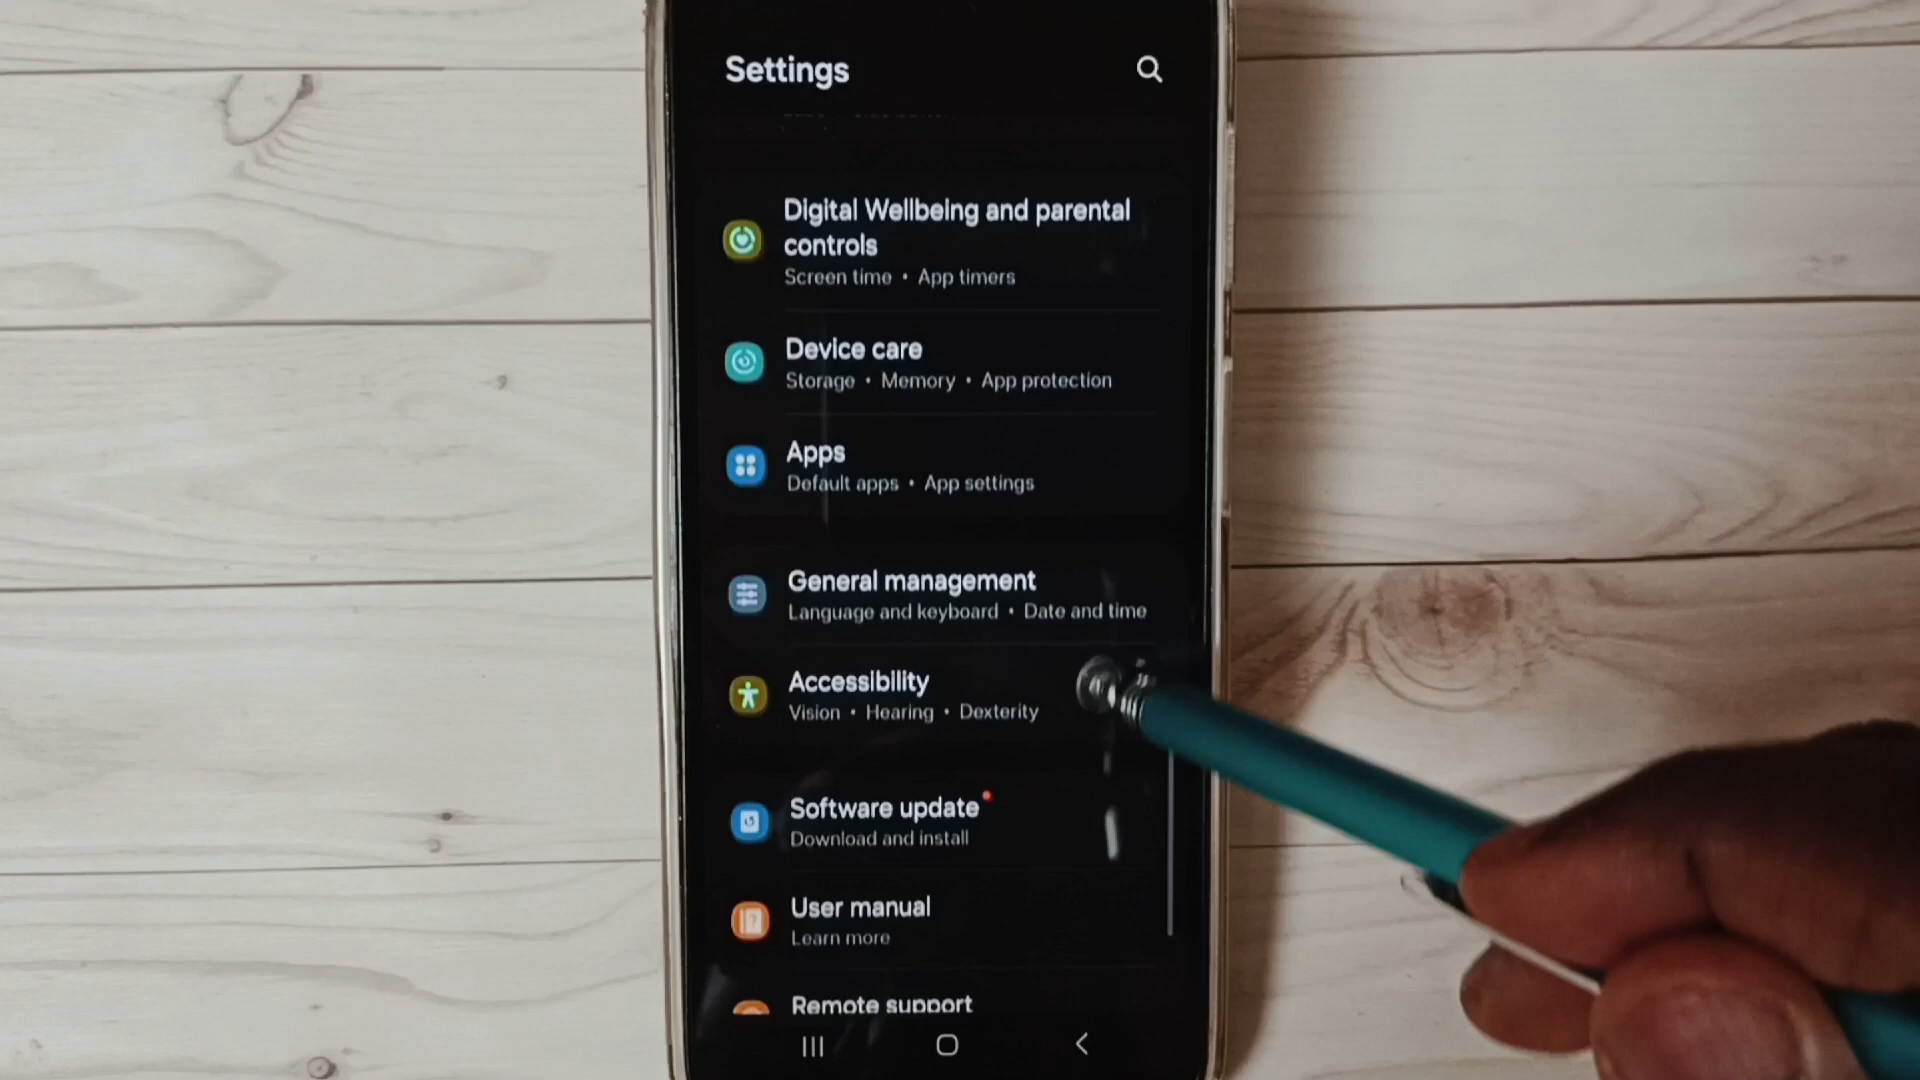 Settings
Digital Wellbeing and parental
controls
Screen time • App timers
Device care
Storage • Memory • App protection
Apps
Default apps • App settings
General management
Language and keyboard • Date and time
Accessibility
Vision • Hearing • Dexterity
Software update
Download and install
User manual
Learn more
Remote support